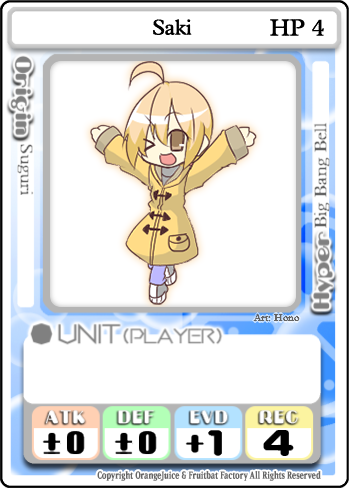 Saki HP 4
Origin Suguri
Hyper Big Bang Bell
Art: Hono
UNIT(PLAYER)
ATK DEF EVD REC
±0 ±0 +1 4
Copyright Orangejuice & Fruitbat Factory All Rights Reserved